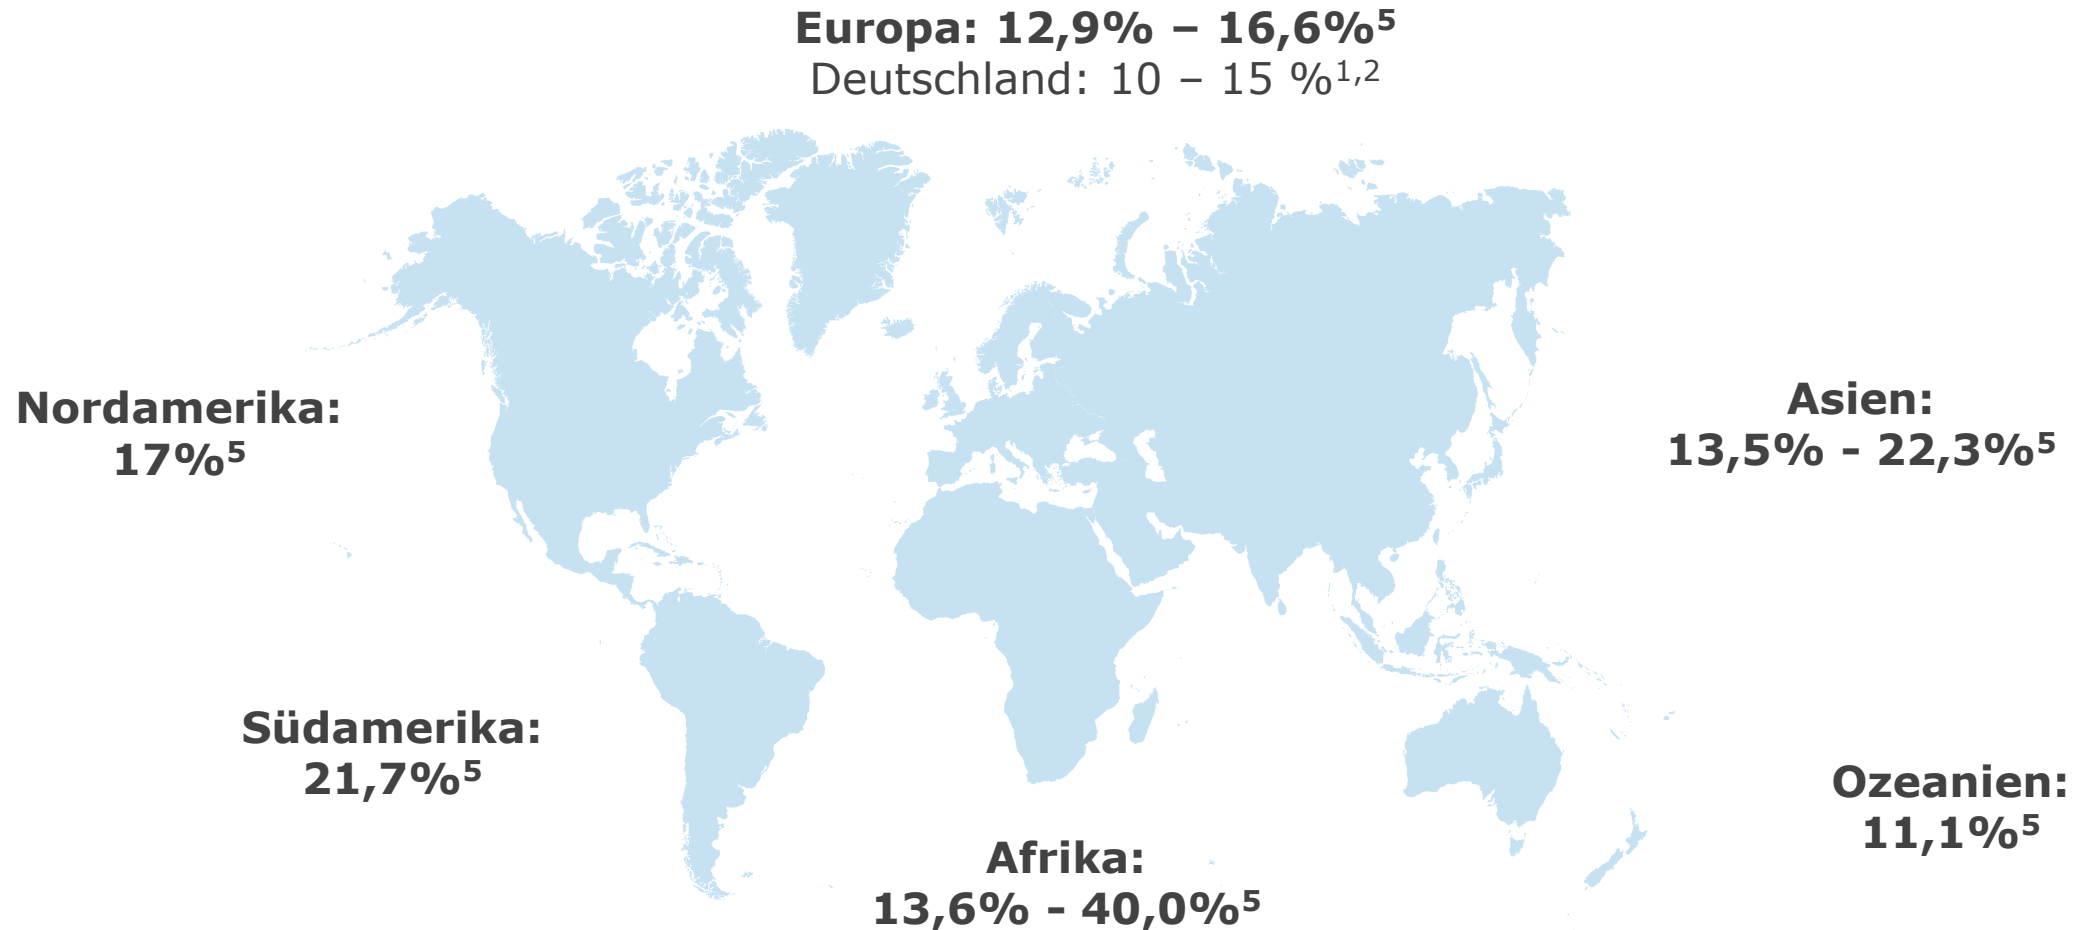 Europa: 12,9% – 16,6%⁵
Deutschland: 10 – 15 %¹,²
Nordamerika:
17%⁵
Asien:
13,5% - 22,3%⁵
Südamerika:
21,7%⁵
Ozeanien:
11,1%⁵
Afrika:
13,6% - 40,0%⁵